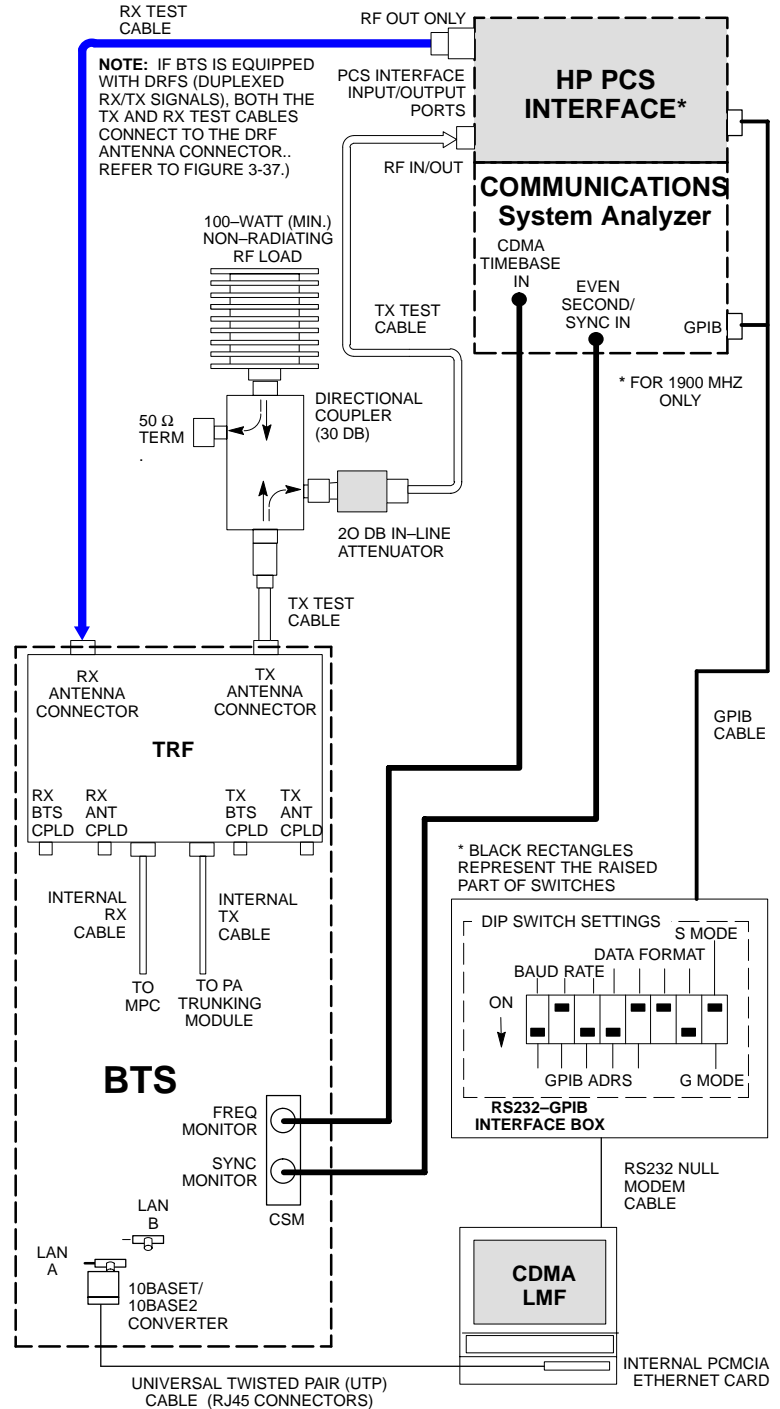 RX TEST
CABLE
RF OUT ONLY
NOTE: IF BTS IS EQUIPPED
WITH DRFS (DUPLEXED
RX/TX SIGNALS), BOTH THE
TX AND RX TEST CABLES
CONNECT TO THE DRF
ANTENNA CONNECTOR..
REFER TO FIGURE 3-37.)
PCS INTERFACE
INPUT/OUTPUT
PORTS
HP PCS
INTERFACE*
RF IN/OUT
COMMUNICATIONS
System Analyzer
100–WATT (MIN.)
NON–RADIATING
RF LOAD
CDMA
TIMEBASE
IN
EVEN
SECOND/
SYNC IN
GPIB
TX TEST
CABLE
* FOR 1900 MHZ
ONLY
50 Ω
TERM
.
DIRECTIONAL
COUPLER
(30 DB)
2O DB IN–LINE
ATTENUATOR
TX TEST
CABLE
RX
ANTENNA
CONNECTOR
TX
ANTENNA
CONNECTOR
TRF
GPIB
CABLE
RX
BTS
CPLD
RX
ANT
CPLD
TX
BTS
CPLD
TX
ANT
CPLD
* BLACK RECTANGLES
REPRESENT THE RAISED
PART OF SWITCHES
INTERNAL
RX
CABLE
INTERNAL
TX
CABLE
TO
MPC
TO PA
TRUNKING
MODULE
DIP SWITCH SETTINGS
S MODE
DATA FORMAT
BAUD RATE
ON
GPIB ADRS
G MODE
RS232–GPIB
INTERFACE BOX
BTS
FREQ
MONITOR
SYNC
MONITOR
CSM
RS232 NULL
MODEM
CABLE
LAN
B
LAN
A
10BASET/
10BASE2
CONVERTER
CDMA
LMF
UNIVERSAL TWISTED PAIR (UTP)
CABLE (RJ45 CONNECTORS)
INTERNAL PCMCIA
ETHERNET CARD